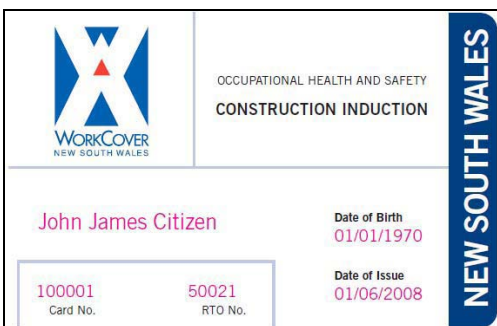 WORKCOVER
NEW SOUTH WALES
OCCUPATIONAL HEALTH AND SAFETY
CONSTRUCTION INDUCTION
NEW SOUTH WALES
John James Citizen
Date of Birth
01/01/1970
Date of Issue
01/06/2008
100001 50021
Card No. RTO No.